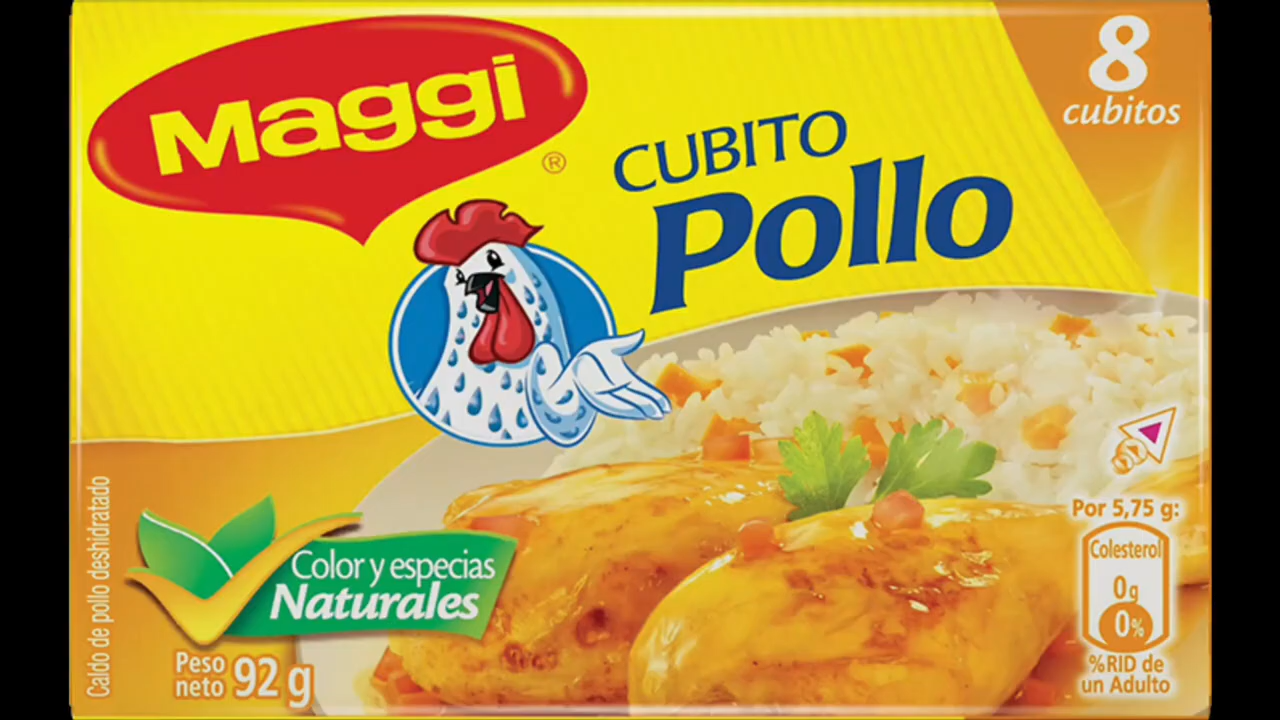 Maggi
®
CUBITO
Pollo
8
cubitos
Color y especias
Naturales
Caldo de pollo deshidratado
Peso
neto 92 g
Por 5,75 g:
Colesterol
0g
0%
%RID de
un Adulto